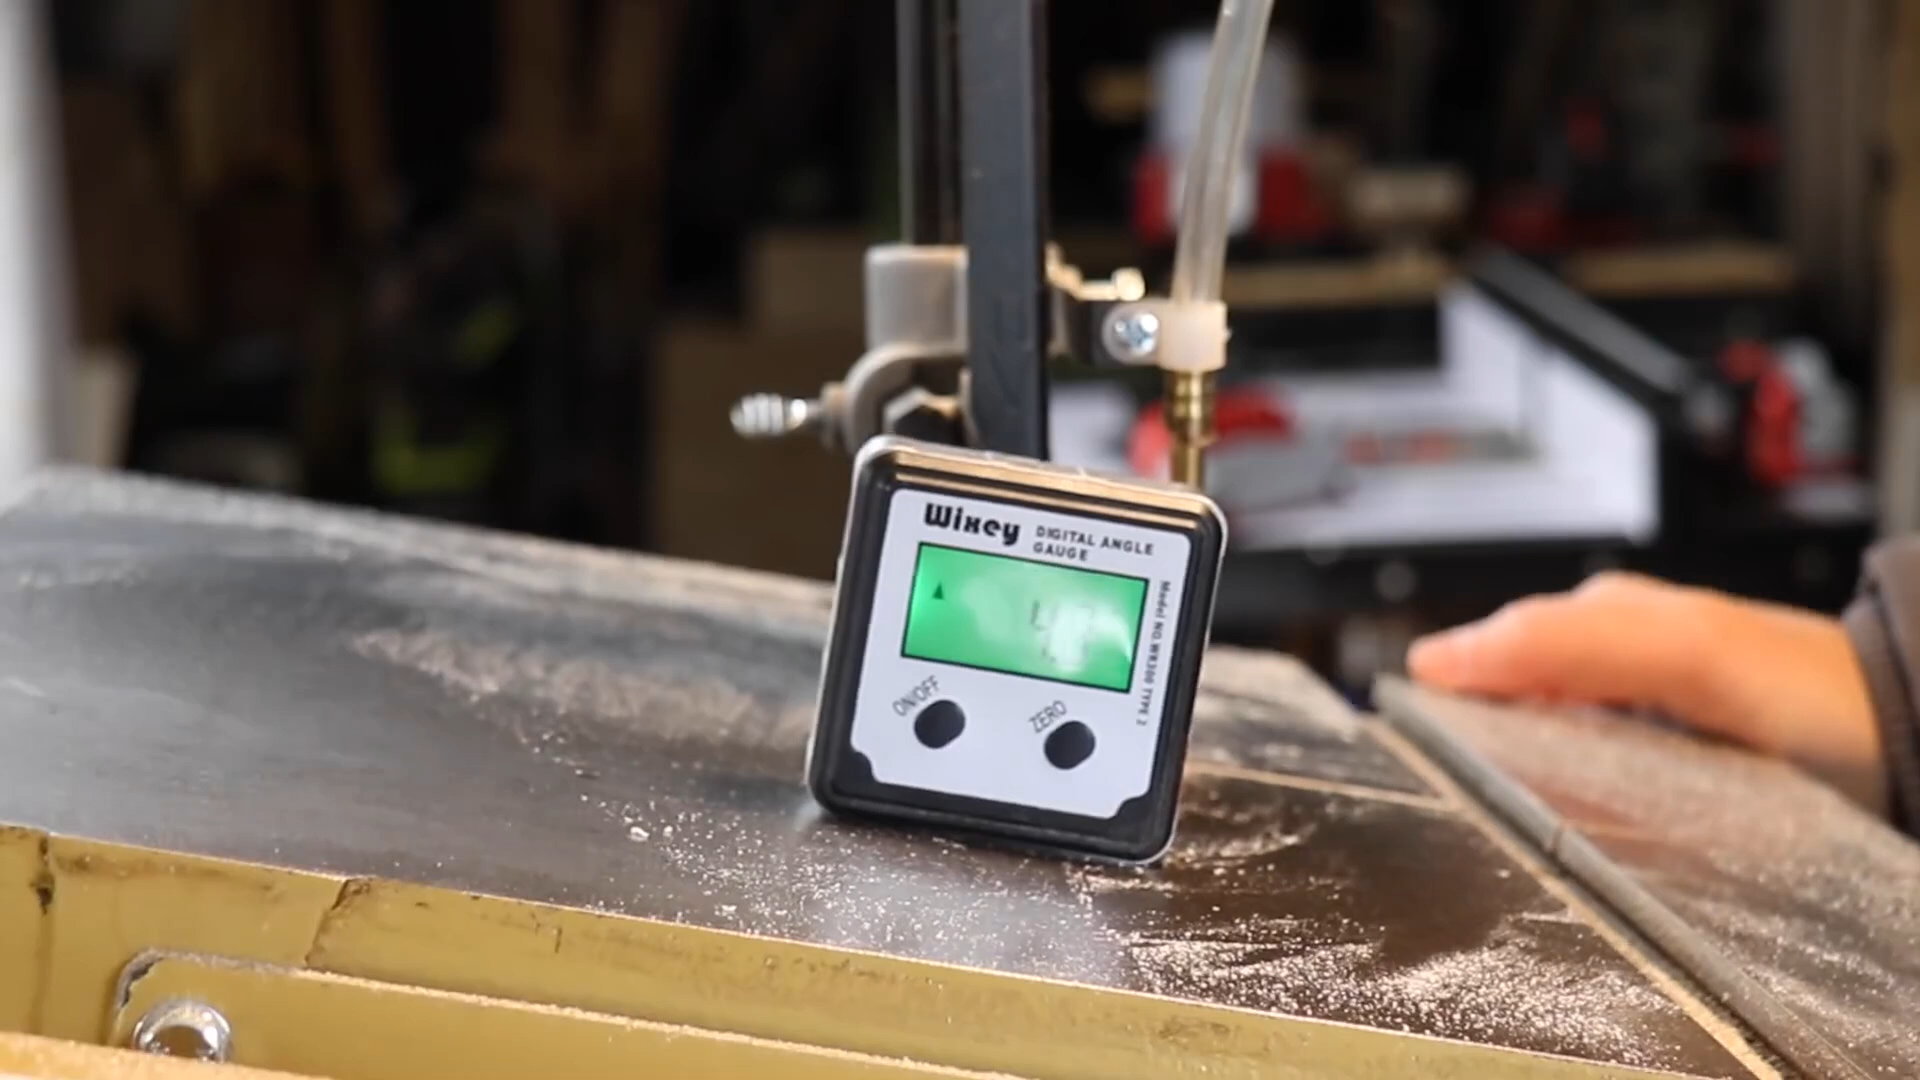 Wixey
DIGITAL ANGLE
GAUGE
Model NO. WR300 TYPE 2
ON/OFF
ZERO